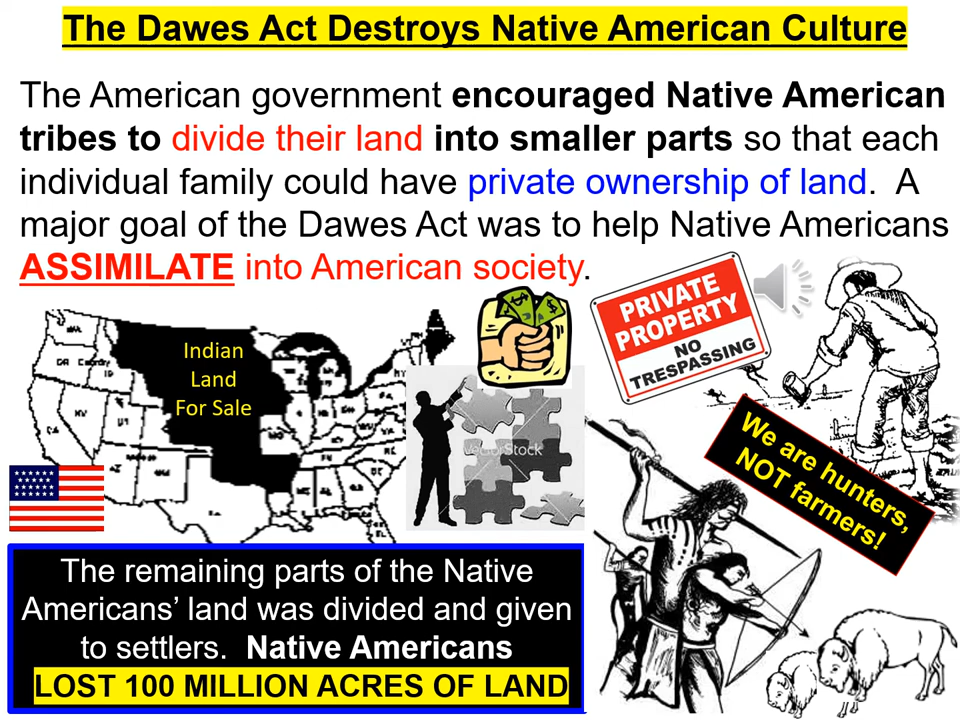 The Dawes Act Destroys Native American Culture
The American government encouraged Native American
tribes to divide their land into smaller parts so that each
individual family could have private ownership of land.  A
major goal of the Dawes Act was to help Native Americans
ASSIMILATE into American society.
PRIVATE
PROPERTY
NO
TRESPASSING
Indian
Land
For Sale
VectorStock
We are hunters,
NOT farmers!
The remaining parts of the Native
Americans’ land was divided and given
to settlers.  Native Americans
LOST 100 MILLION ACRES OF LAND